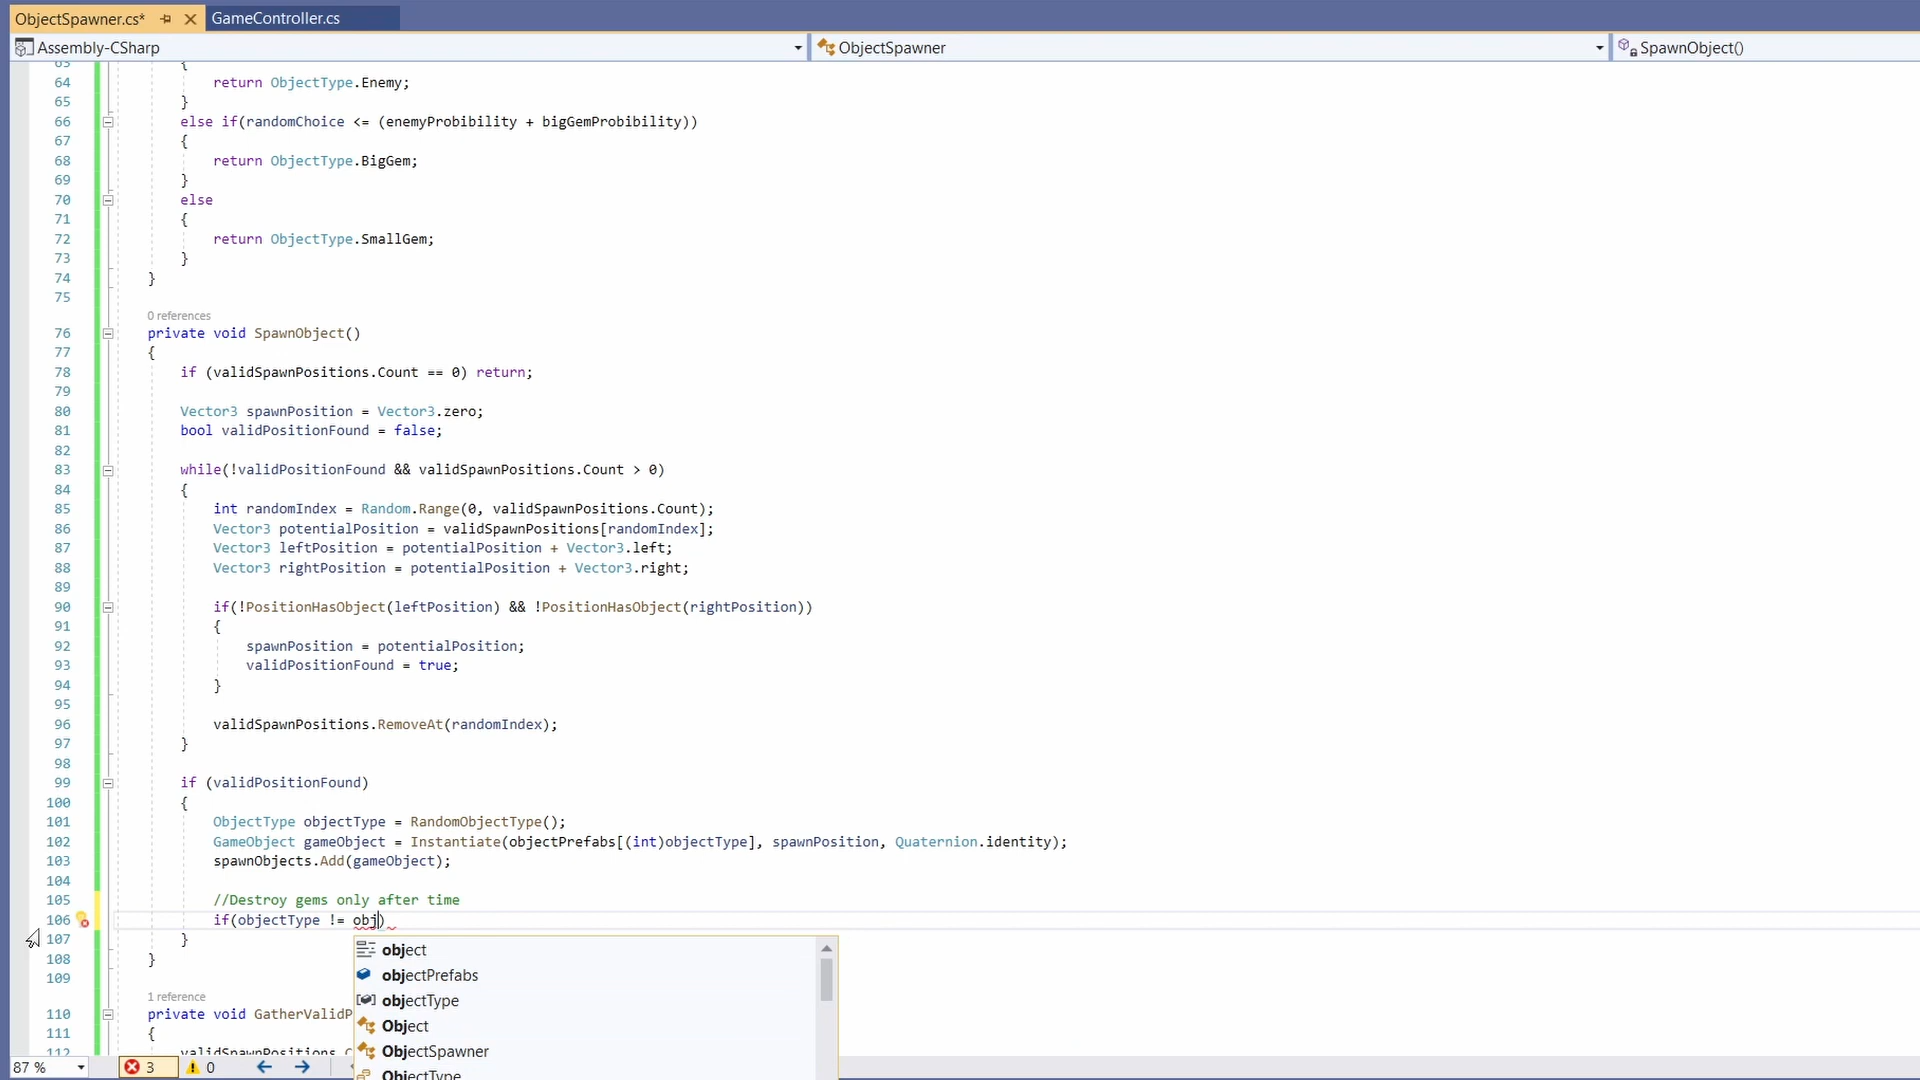 ObjectSpawner.cs* GameController.cs
Assembly-CSharp ObjectSpawner SpawnObject()
63 {
64 return ObjectType.Enemy;
65 }
66 else if(randomChoice <= (enemyProbibility + bigGemProbibility))
67 {
68 return ObjectType.BigGem;
69 }
70 else
71 {
72 return ObjectType.SmallGem;
73 }
74 }
75
0 references
76 private void SpawnObject()
77 {
78 if (validSpawnPositions.Count == 0) return;
79
80 Vector3 spawnPosition = Vector3.zero;
81 bool validPositionFound = false;
82
83 while(!validPositionFound && validSpawnPositions.Count > 0)
84 {
85 int randomIndex = Random.Range(0, validSpawnPositions.Count);
86 Vector3 potentialPosition = validSpawnPositions[randomIndex];
87 Vector3 leftPosition = potentialPosition + Vector3.left;
88 Vector3 rightPosition = potentialPosition + Vector3.right;
89
90 if(!PositionHasObject(leftPosition) && !PositionHasObject(rightPosition))
91 {
92 spawnPosition = potentialPosition;
93 validPositionFound = true;
94 }
95
96 validSpawnPositions.RemoveAt(randomIndex);
97 }
98
99 if (validPositionFound)
100 {
101 ObjectType objectType = RandomObjectType();
102 GameObject gameObject = Instantiate(objectPrefabs[(int)objectType], spawnPosition, Quaternion.identity);
103 spawnObjects.Add(gameObject);
104
105 //Destroy gems only after time
106 if(objectType != obj)
107 }
108 }
109
object
objectPrefabs
objectType
Object
ObjectSpawner
ObjectType
1 reference
110 private void GatherValidP
111 {
112 validSpawnPositions.C
87 % 3 0